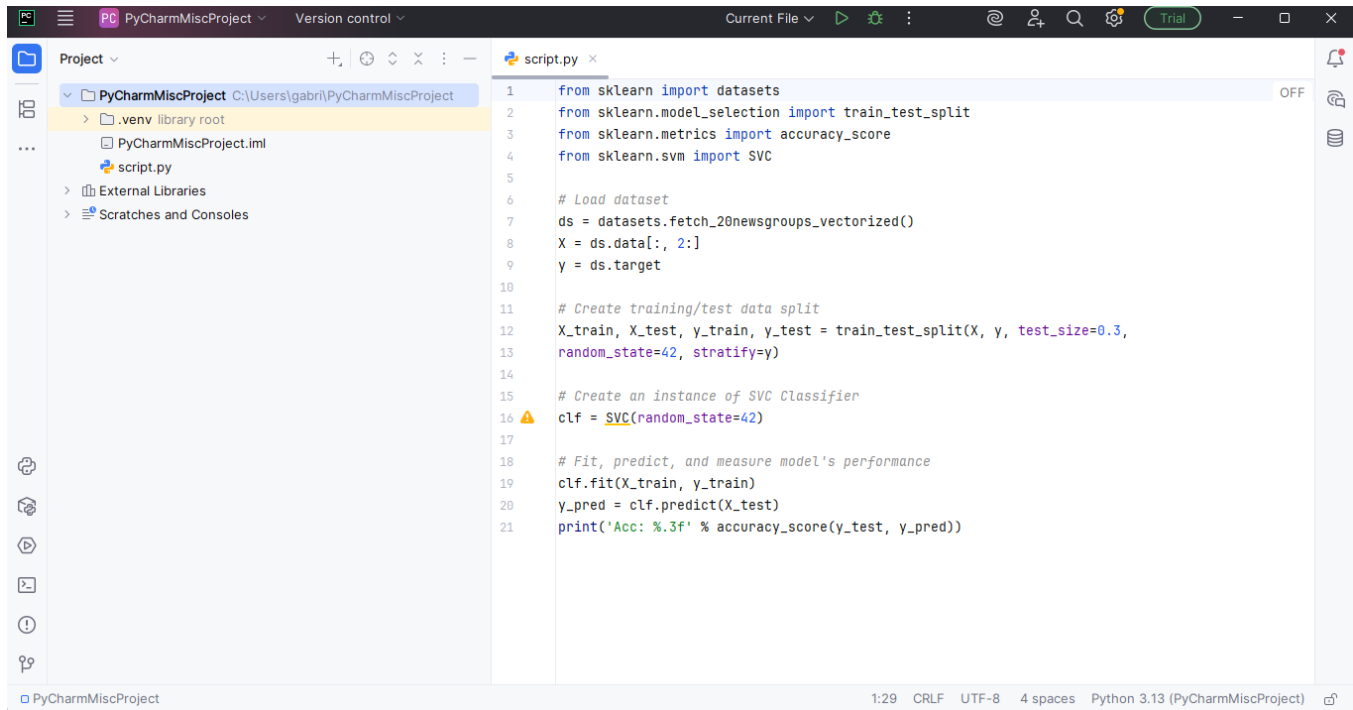 PC PC PyCharmMiscProject Version control Current File Trial
Project
script.py
PyCharmMiscProject C:\Users\gabri\PyCharmMiscProject
.venv library root
PyCharmMiscProject.iml
script.py
External Libraries
Scratches and Consoles
OFF
1 from sklearn import datasets
2 from sklearn.model_selection import train_test_split
3 from sklearn.metrics import accuracy_score
4 from sklearn.svm import SVC
5
6 # Load dataset
7 ds = datasets.fetch_20newsgroups_vectorized()
8 X = ds.data[:, 2:]
9 y = ds.target
10
11 # Create training/test data split
12 X_train, X_test, y_train, y_test = train_test_split(X, y, test_size=0.3,
13 random_state=42, stratify=y)
14
15 # Create an instance of SVC Classifier
16 clf = SVC(random_state=42)
17
18 # Fit, predict, and measure model's performance
19 clf.fit(X_train, y_train)
20 y_pred = clf.predict(X_test)
21 print('Acc: %.3f' % accuracy_score(y_test, y_pred))
PyCharmMiscProject 1:29 CRLF UTF-8 4 spaces Python 3.13 (PyCharmMiscProject)